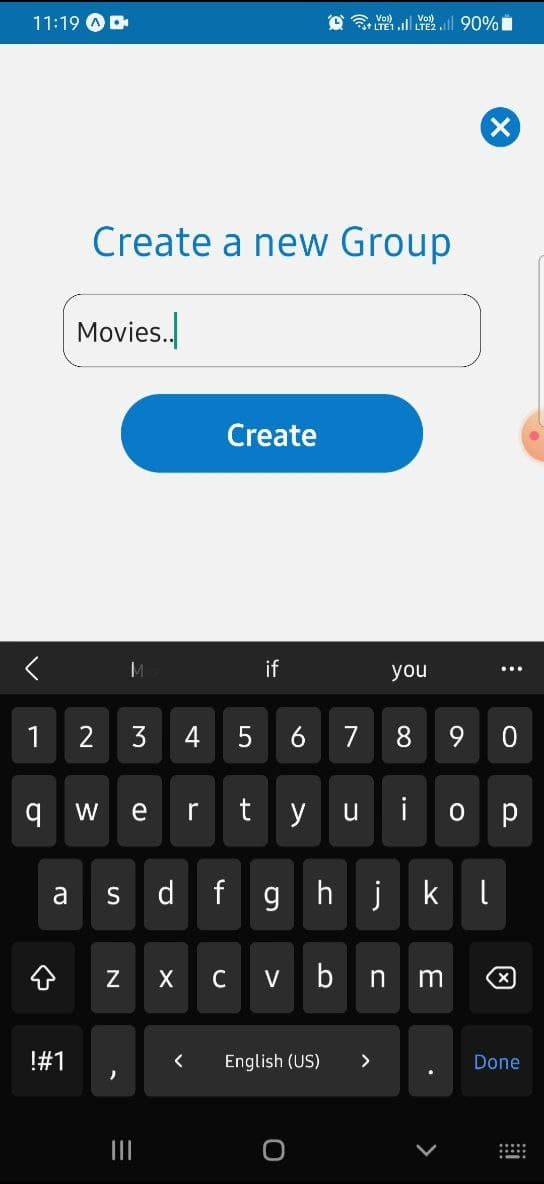 11:19 Vo)) LTE1 Vo)) LTE2 90%
Create a new Group
Movies..
Create
if you ...
1 2 3 4 5 6 7 8 9 0
q w e r t y u i o p
a s d f g h j k l
z x c v b n m
!#1 , < English (US) > . Done